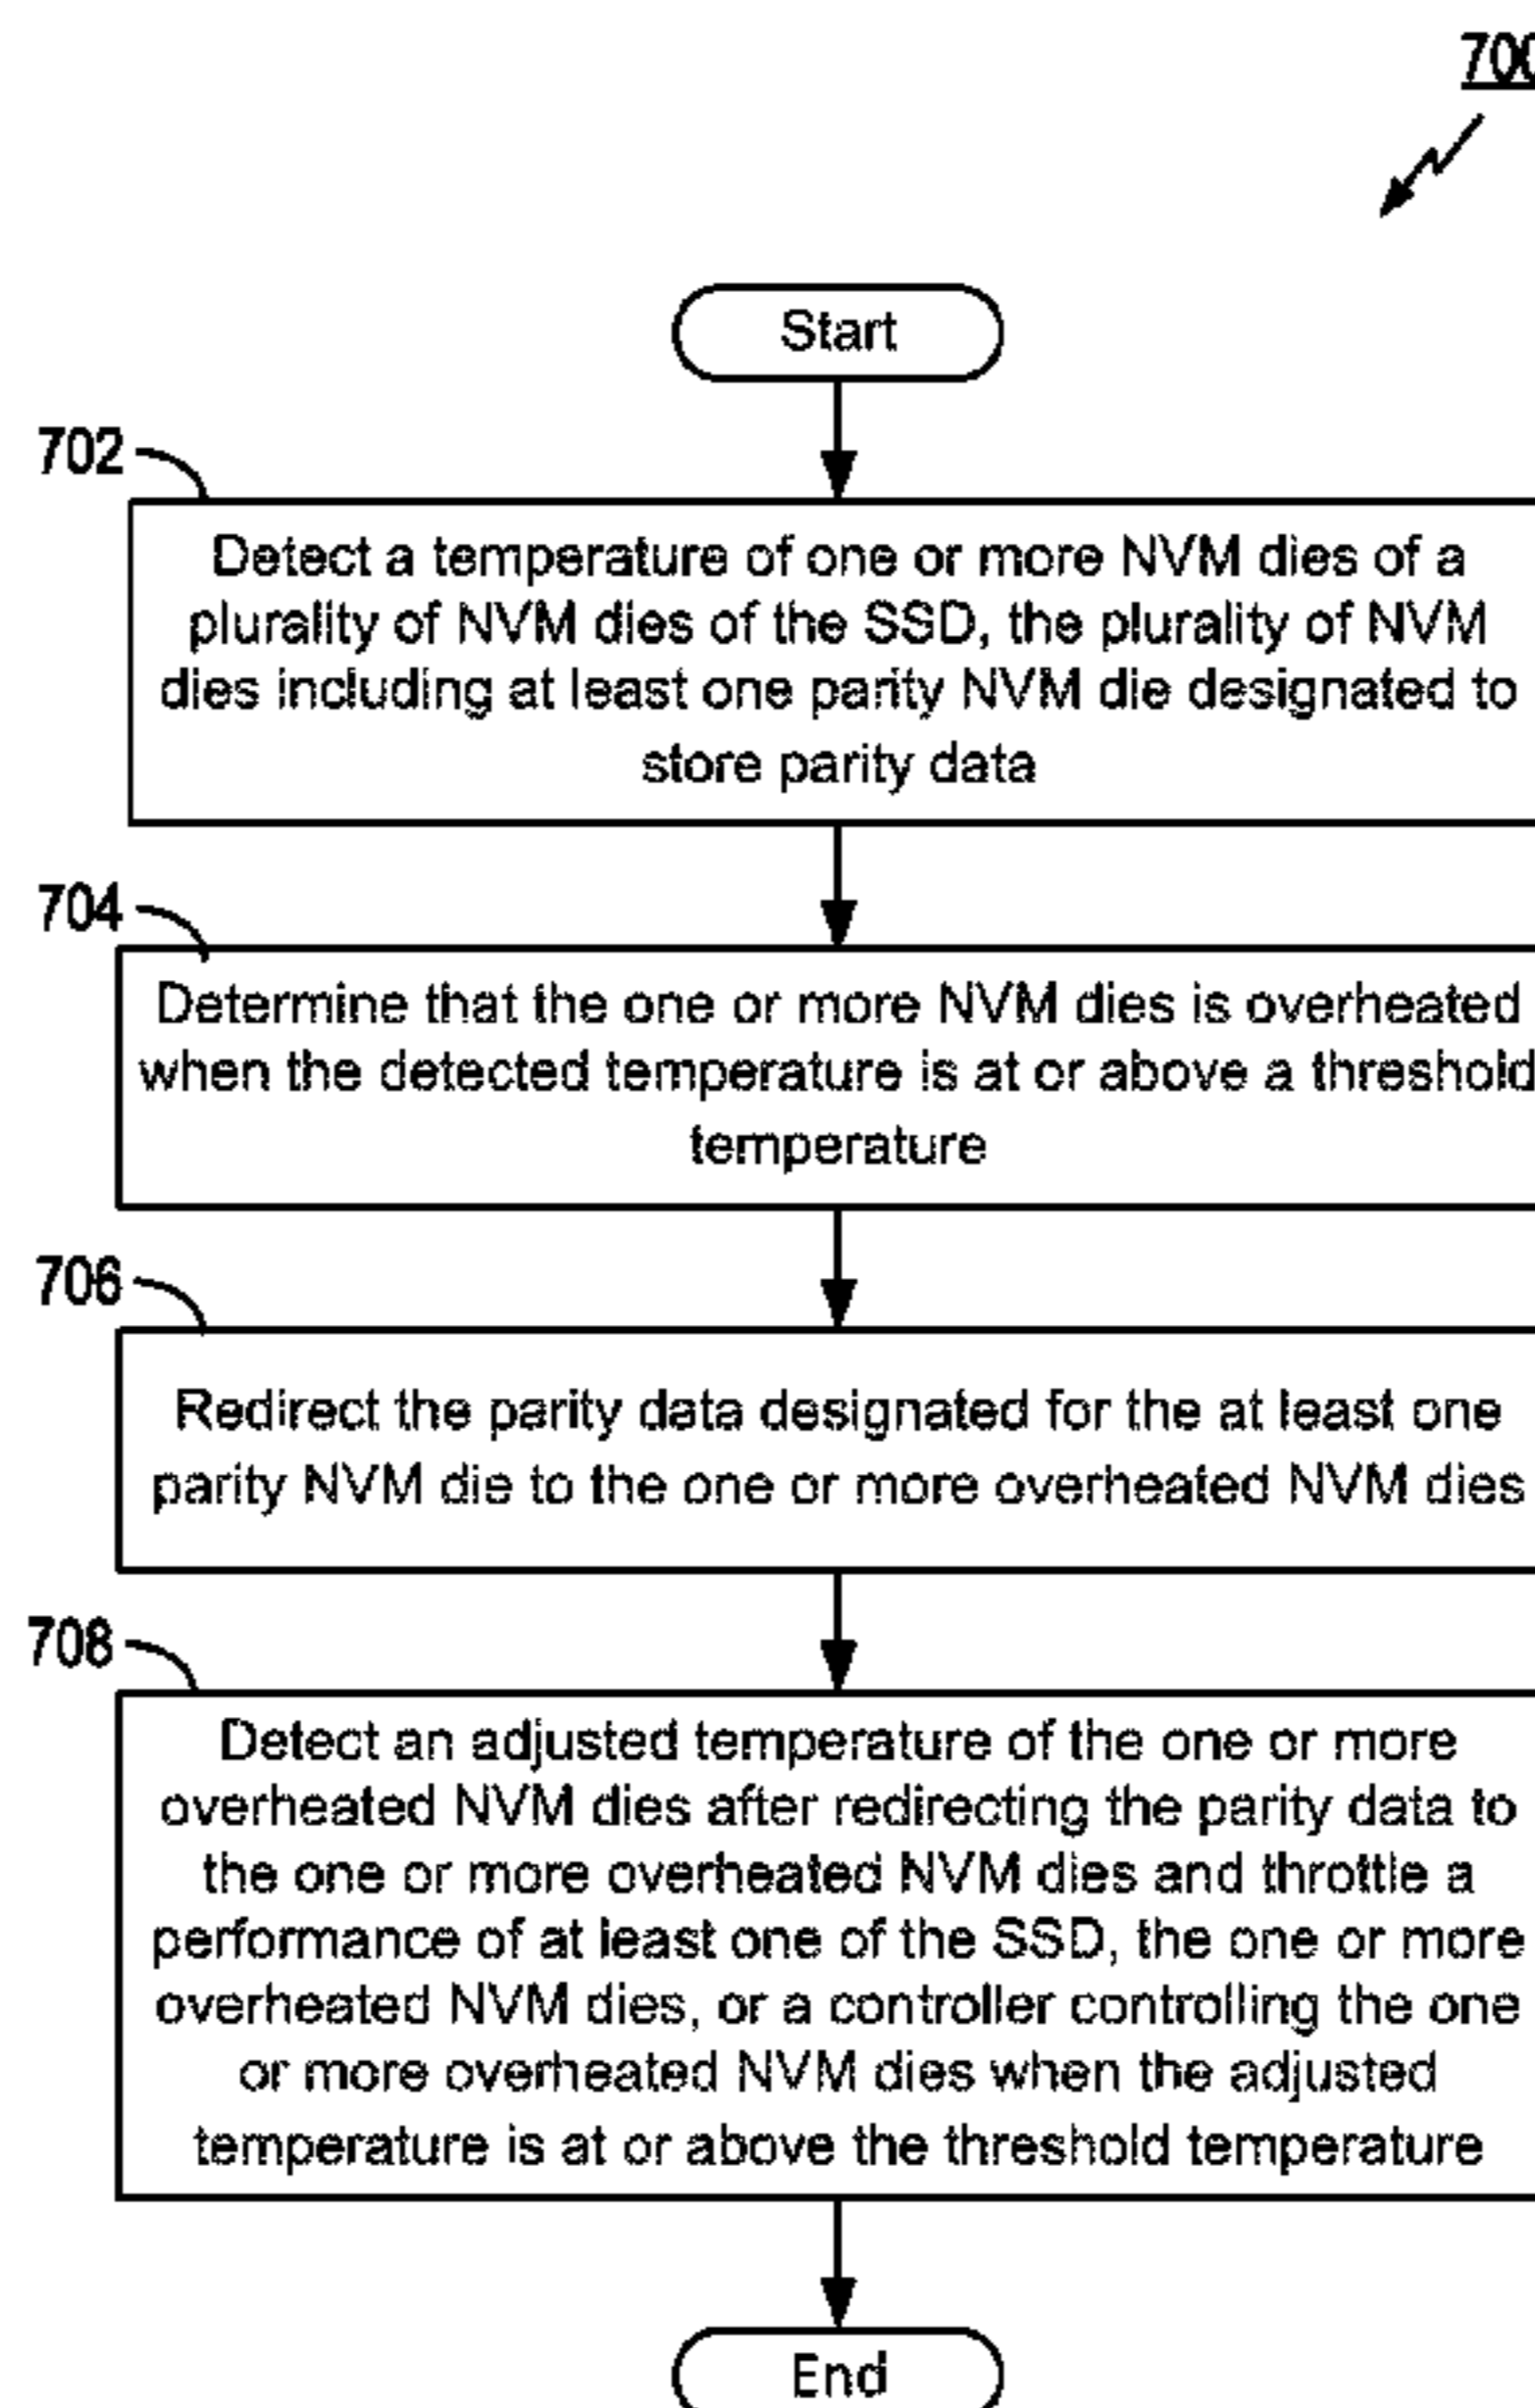 700
Start
702
Detect a temperature of one or more NVM dies of a
plurality of NVM dies of the SSD, the plurality of NVM
dies including at least one parity NVM die designated to
store parity data
704
Determine that the one or more NVM dies is overheated
when the detected temperature is at or above a threshold
temperature
706
Redirect the parity data designated for the at least one
parity NVM die to the one or more overheated NVM dies
708
Detect an adjusted temperature of the one or more
overheated NVM dies after redirecting the parity data to
the one or more overheated NVM dies and throttle a
performance of at least one of the SSD, the one or more
overheated NVM dies, or a controller controlling the one
or more overheated NVM dies when the adjusted
temperature is at or above the threshold temperature
End